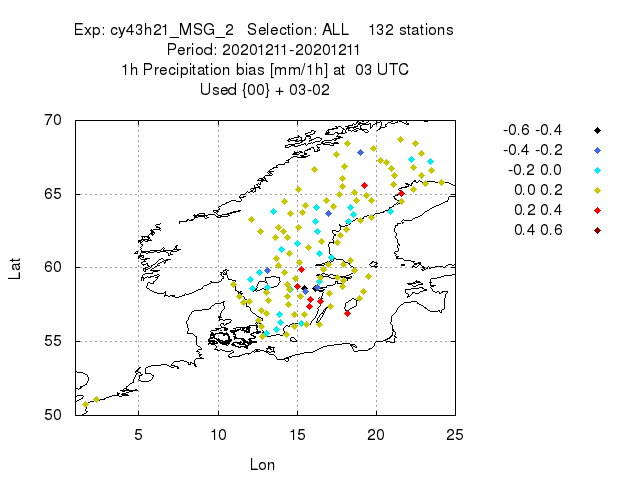 Exp: cy43h21_MSG_2   Selection: ALL    132 stations
Period: 20201211-20201211
1h Precipitation bias [mm/1h] at  03 UTC
Used {00} + 03-02
70
65
60
55
50
Lat
5 10 15 20 25
Lon
-0.6 -0.4
-0.4 -0.2
-0.2 0.0
0.0 0.2
0.2 0.4
0.4 0.6